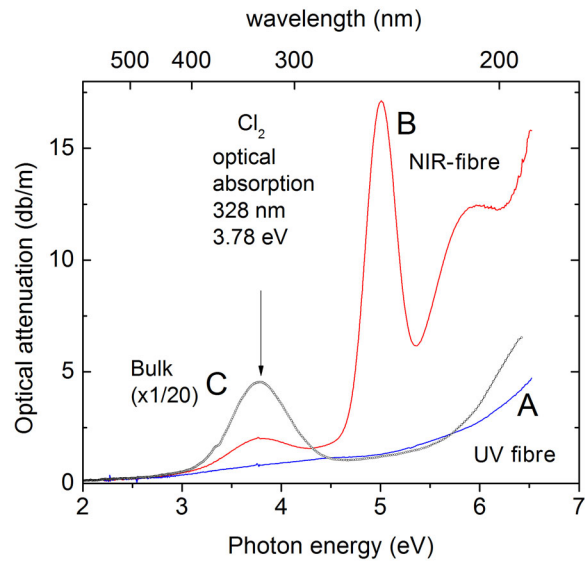 wavelength (nm)
500
400
300
200
Cl₂
optical
absorption
328 nm
3.78 eV
B
NIR-fibre
Bulk
(x1/20)
C
A
UV fibre
15
10
5
0
2
3
4
5
6
7
Optical attenuation (db/m)
Photon energy (eV)